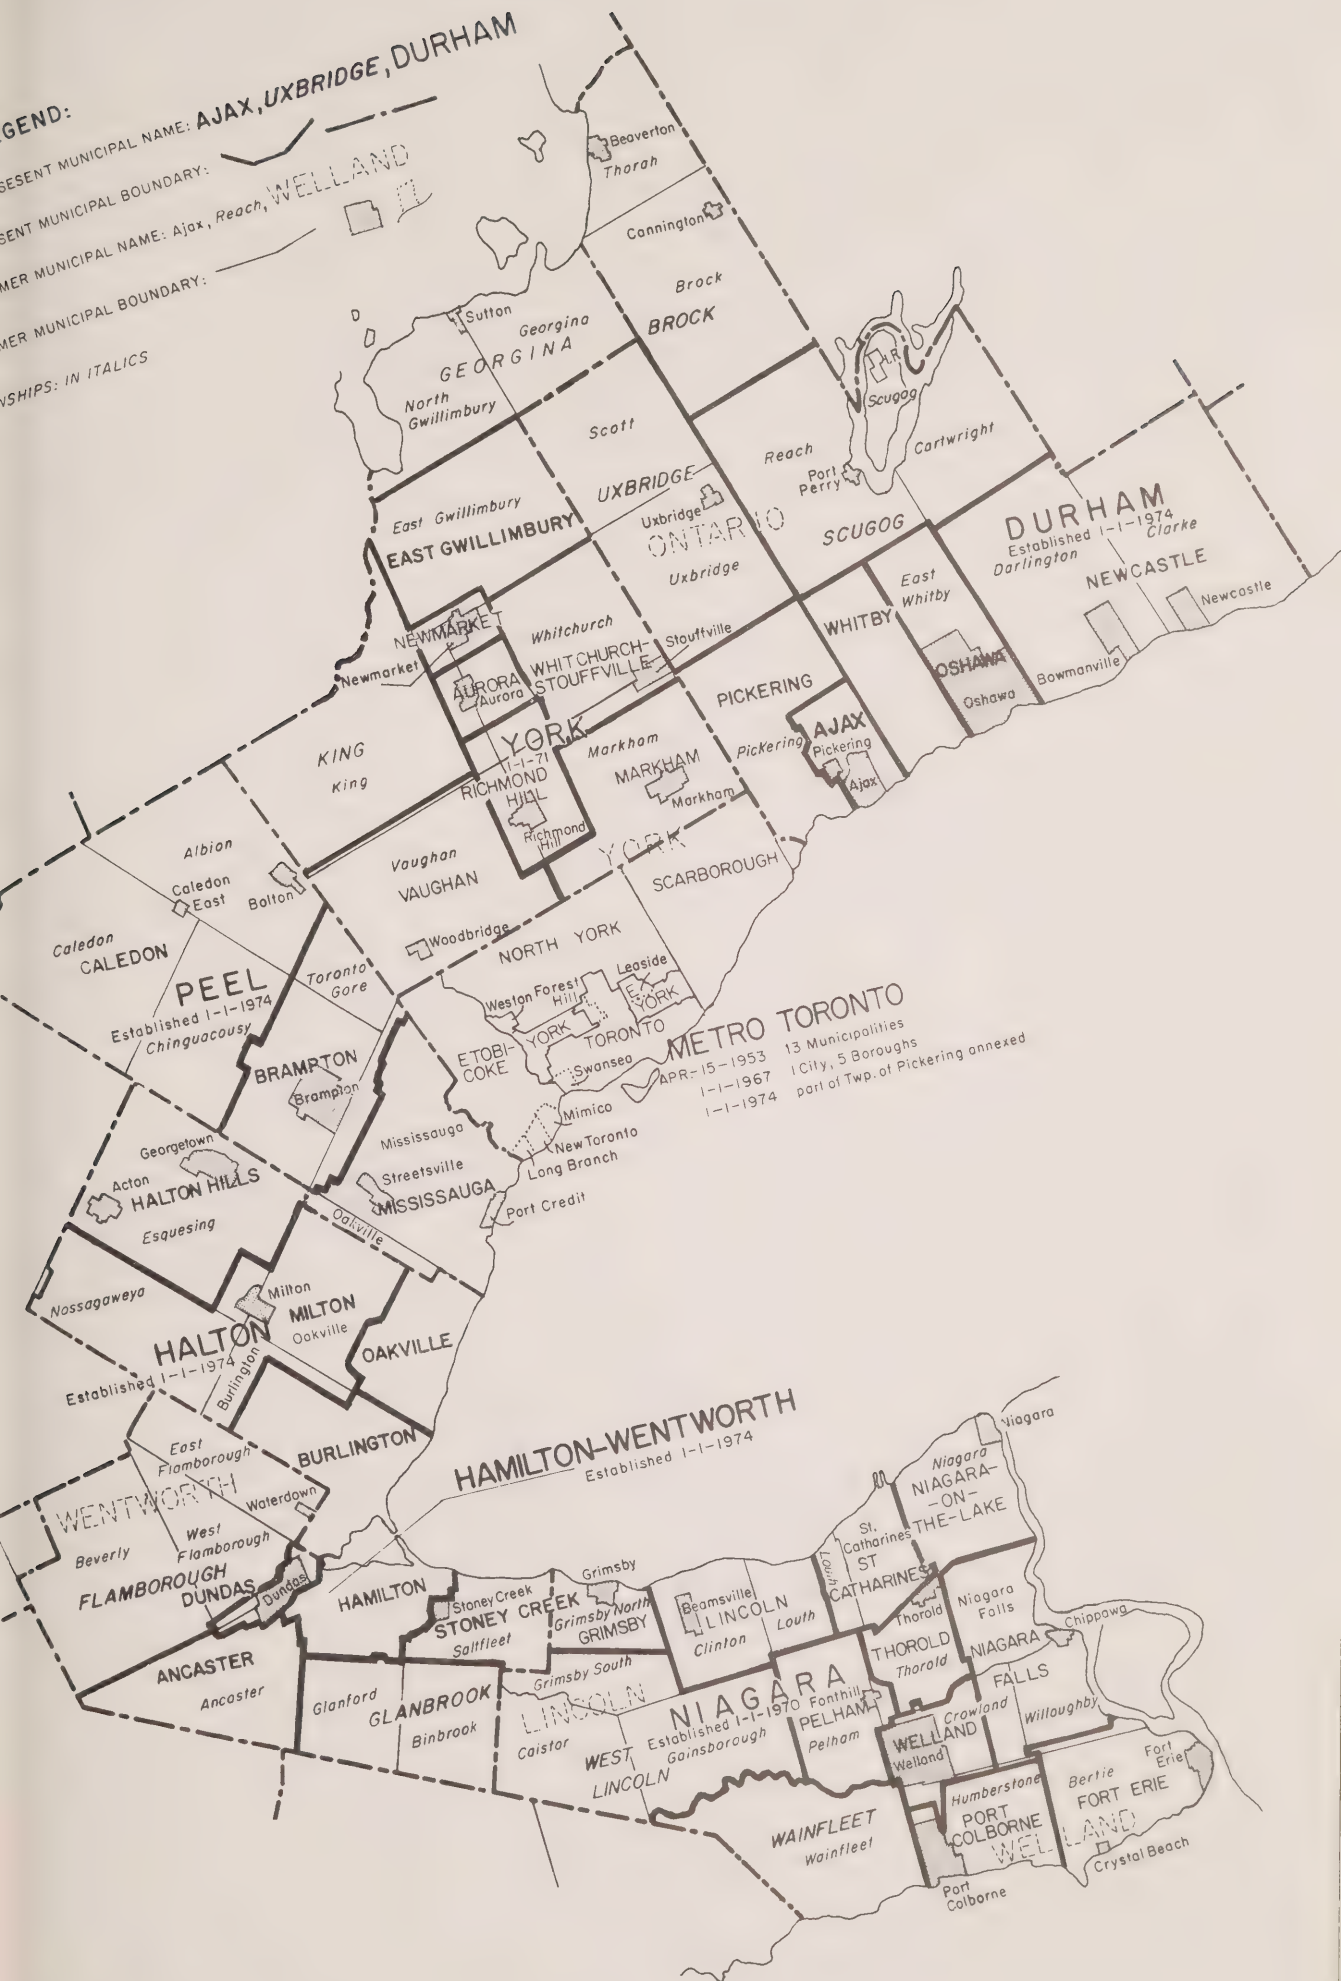 GEND:
SESENT MUNICIPAL NAME: AJAX, UXBRIDGE, DURHAM
SENT MUNICIPAL BOUNDARY:
MER MUNICIPAL NAME: Ajax, Reach, WELLAND
MER MUNICIPAL BOUNDARY:
NSHIPS: IN ITALICS
Beaverton
Thorah
Cannington
Brock
BROCK
Sutton
Georgina
GEORGINA
North
Gwillimbury
Scott
UXBRIDGE
Uxbridge
ONTARIO
Uxbridge
I.R.
Scugog
Reach
Port
Perry
Cartwright
SCUGOG
East Gwillimbury
EAST GWILLIMBURY
DURHAM
Established 1-1-1974
Darlington
Clarke
NEWCASTLE
Newcastle
Bowmanville
East
Whitby
WHITBY
OSHAWA
Oshawa
NEWMARKET
Newmarket
Whitchurch
WHITCHURCH-
STOUFFVILLE
Stouffville
AURORA
Aurora
YORK
1-1-71
RICHMOND
HILL
Richmond
Hill
Markham
MARKHAM
Markham
PICKERING
Pickering
AJAX
Pickering
Ajax
KING
King
YORK
SCARBOROUGH
Vaughan
VAUGHAN
Woodbridge
Albion
Caledon
East
Bolton
Caledon
CALEDON
PEEL
Established 1-1-1974
Chinguacousy
Toronto
Gore
BRAMPTON
Brampton
NORTH YORK
Leaside
Weston
Forest
Hill
E.
YORK
YORK
TORONTO
Swansea
ETOBI-
COKE
METRO TORONTO
APR-15-1953 13 Municipalities
1-1-1967 1 City, 5 Boroughs
1-1-1974 part of Twp. of Pickering annexed
Mimico
New Toronto
Long Branch
Mississauga
Streetsville
MISSISSAUGA
Port Credit
Georgetown
Acton
HALTON HILLS
Esquesing
Oakville
Nassagaweya
Milton
MILTON
Oakville
HALTON
Established 1-1-1974
Burlington
OAKVILLE
BURLINGTON
East
Flamborough
WENTWORTH
Waterdown
West
Flamborough
Beverly
FLAMBOROUGH
DUNDAS
Dundas
HAMILTON-WENTWORTH
Established 1-1-1974
HAMILTON
Stoney Creek
STONEY CREEK
Saltfleet
ANCASTER
Ancaster
Glanford
GLANBROOK
Binbrook
Grimsby
Grimsby North
GRIMSBY
Grimsby South
LINCOLN
Caistor
WEST
LINCOLN
Beamsville
LINCOLN
Clinton
Louth
Louth
St.
Catharines
ST
CATHARINES
Niagara
Niagara
NIAGARA-
-ON-
THE-LAKE
Thorold
THOROLD
Thorold
Niagara
Falls
NIAGARA
FALLS
Chippawa
Willoughby
Crowland
NIAGARA
Established 1-1-1970
Gainsborough
Fonthill
PELHAM
Pelham
WELLAND
Welland
WAINFLEET
Wainfleet
Humberstone
PORT
COLBORNE
Port
Colborne
WELLAND
Bertie
FORT ERIE
Fort
Erie
Crystal Beach